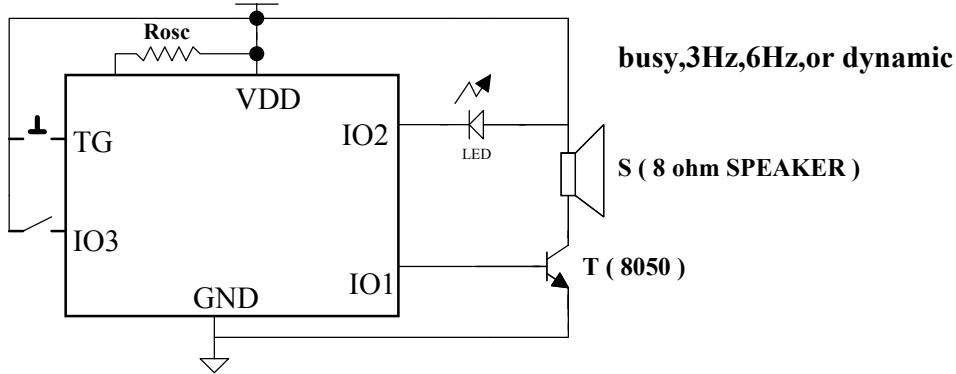 Rosc
busy,3Hz,6Hz,or dynamic
VDD
TG
IO2
LED
S ( 8 ohm SPEAKER )
IO3
T ( 8050 )
IO1
GND